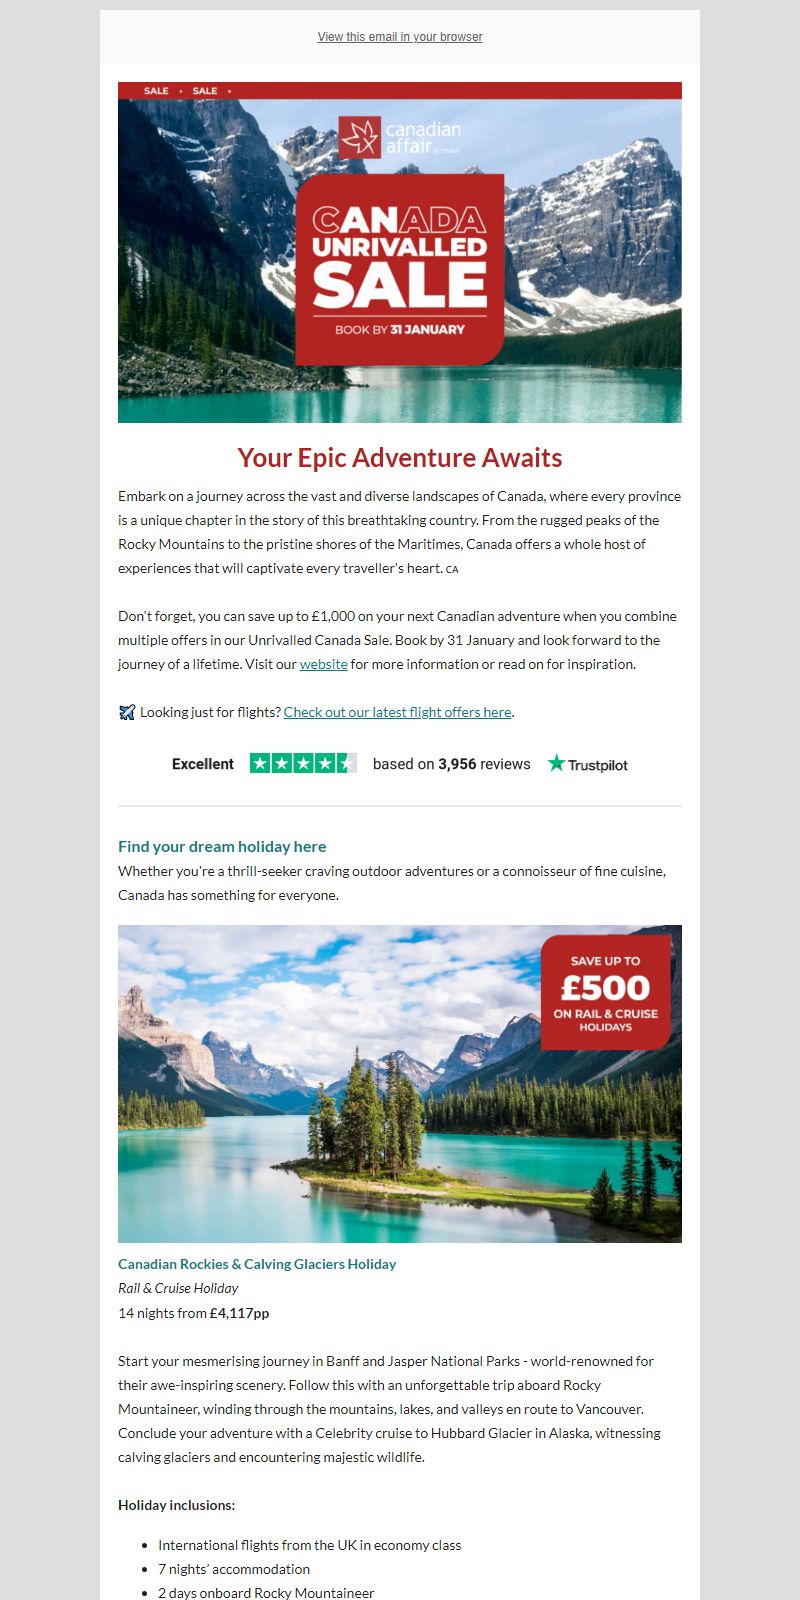 View this email in your browser
SALE • SALE •
canadian
affair
CANADA
UNRIVALLED
SALE
BOOK BY 31 JANUARY
Your Epic Adventure Awaits
Embark on a journey across the vast and diverse landscapes of Canada, where every province
is a unique chapter in the story of this breathtaking country. From the rugged peaks of the
Rocky Mountains to the pristine shores of the Maritimes, Canada offers a whole host of
experiences that will captivate every traveller's heart. CA
Don't forget, you can save up to £1,000 on your next Canadian adventure when you combine
multiple offers in our Unrivalled Canada Sale. Book by 31 January and look forward to the
journey of a lifetime. Visit our website for more information or read on for inspiration.
Looking just for flights? Check out our latest flight offers here.
Excellent based on 3,956 reviews Trustpilot
Find your dream holiday here
Whether you're a thrill-seeker craving outdoor adventures or a connoisseur of fine cuisine,
Canada has something for everyone.
SAVE UP TO
£500
ON RAIL & CRUISE
HOLIDAYS
Canadian Rockies & Calving Glaciers Holiday
Rail & Cruise Holiday
14 nights from £4,117pp
Start your mesmerising journey in Banff and Jasper National Parks - world-renowned for
their awe-inspiring scenery. Follow this with an unforgettable trip aboard Rocky
Mountaineer, winding through the mountains, lakes, and valleys en route to Vancouver.
Conclude your adventure with a Celebrity cruise to Hubbard Glacier in Alaska, witnessing
calving glaciers and encountering majestic wildlife.
Holiday inclusions:
• International flights from the UK in economy class
• 7 nights' accommodation
• 2 days onboard Rocky Mountaineer